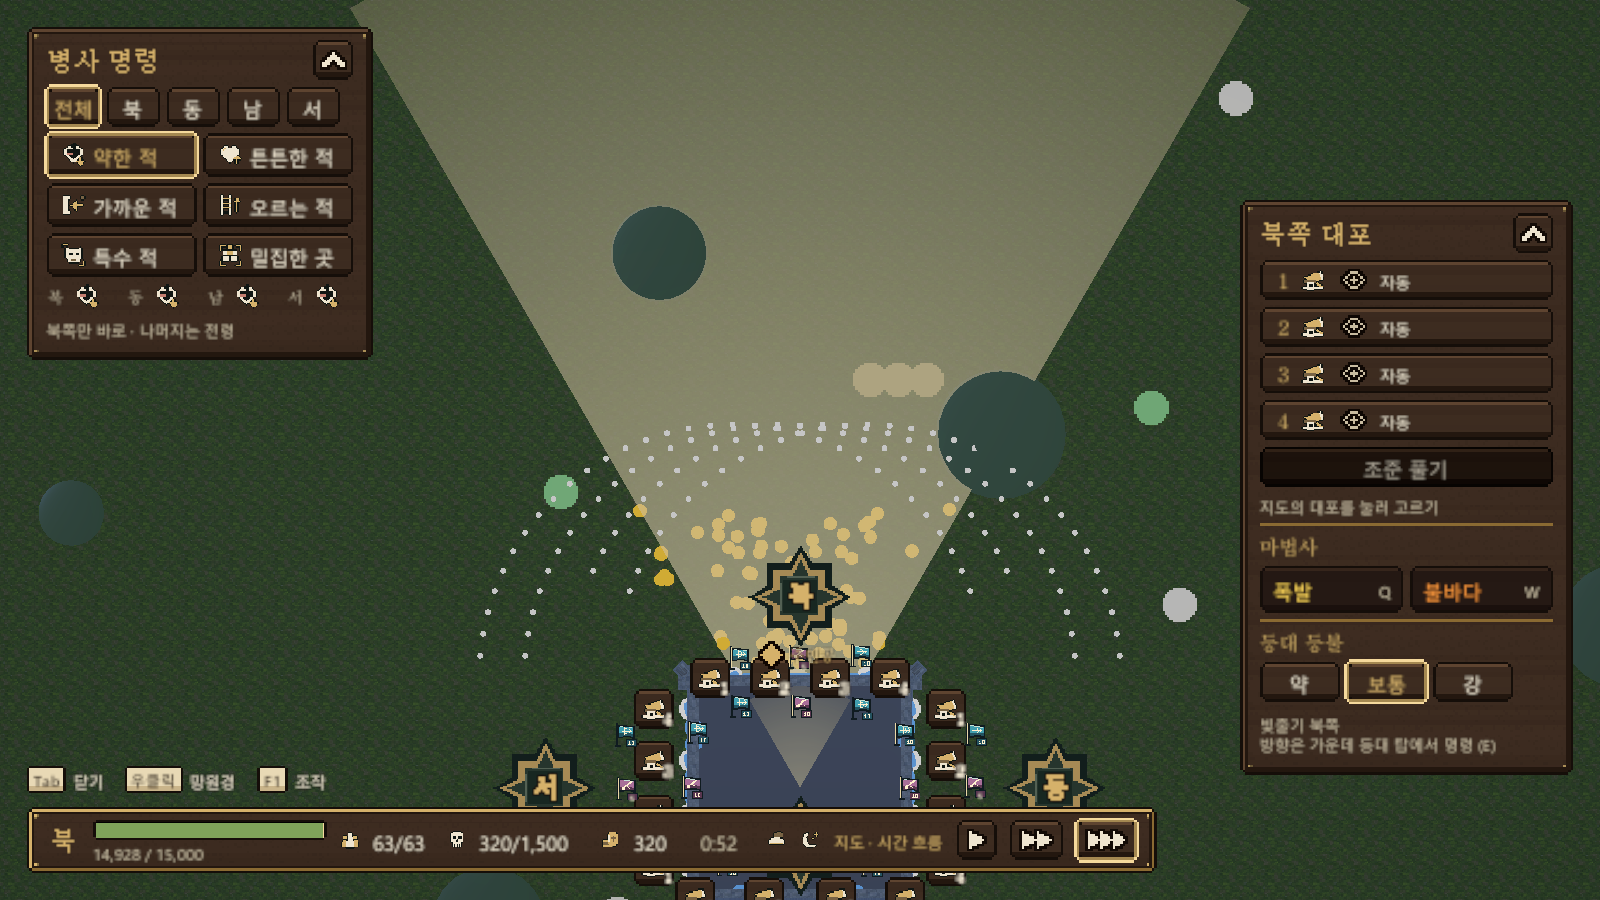 병사 명령
전체 북 동 남 서
약한 적 튼튼한 적
가까운 적 오르는 적
특수 적 밀집한 곳
북 동 남 서
북쪽만 바로 · 나머지는 전령
북쪽 대포
1 자동
2 자동
3 자동
4 자동
조준 풀기
지도의 대포를 눌러 고르기
마법사
폭발 Q 불바다 W
등대 등불
약 보통 강
빛줄기 북쪽
방향은 가운데 등대 탑에서 명령 (E)
북
서
동
Tab 닫기 우클릭 망원경 F1 조작
북 14,928 / 15,000 63/63 320/1,500 320 0:52 지도 · 시간 흐름